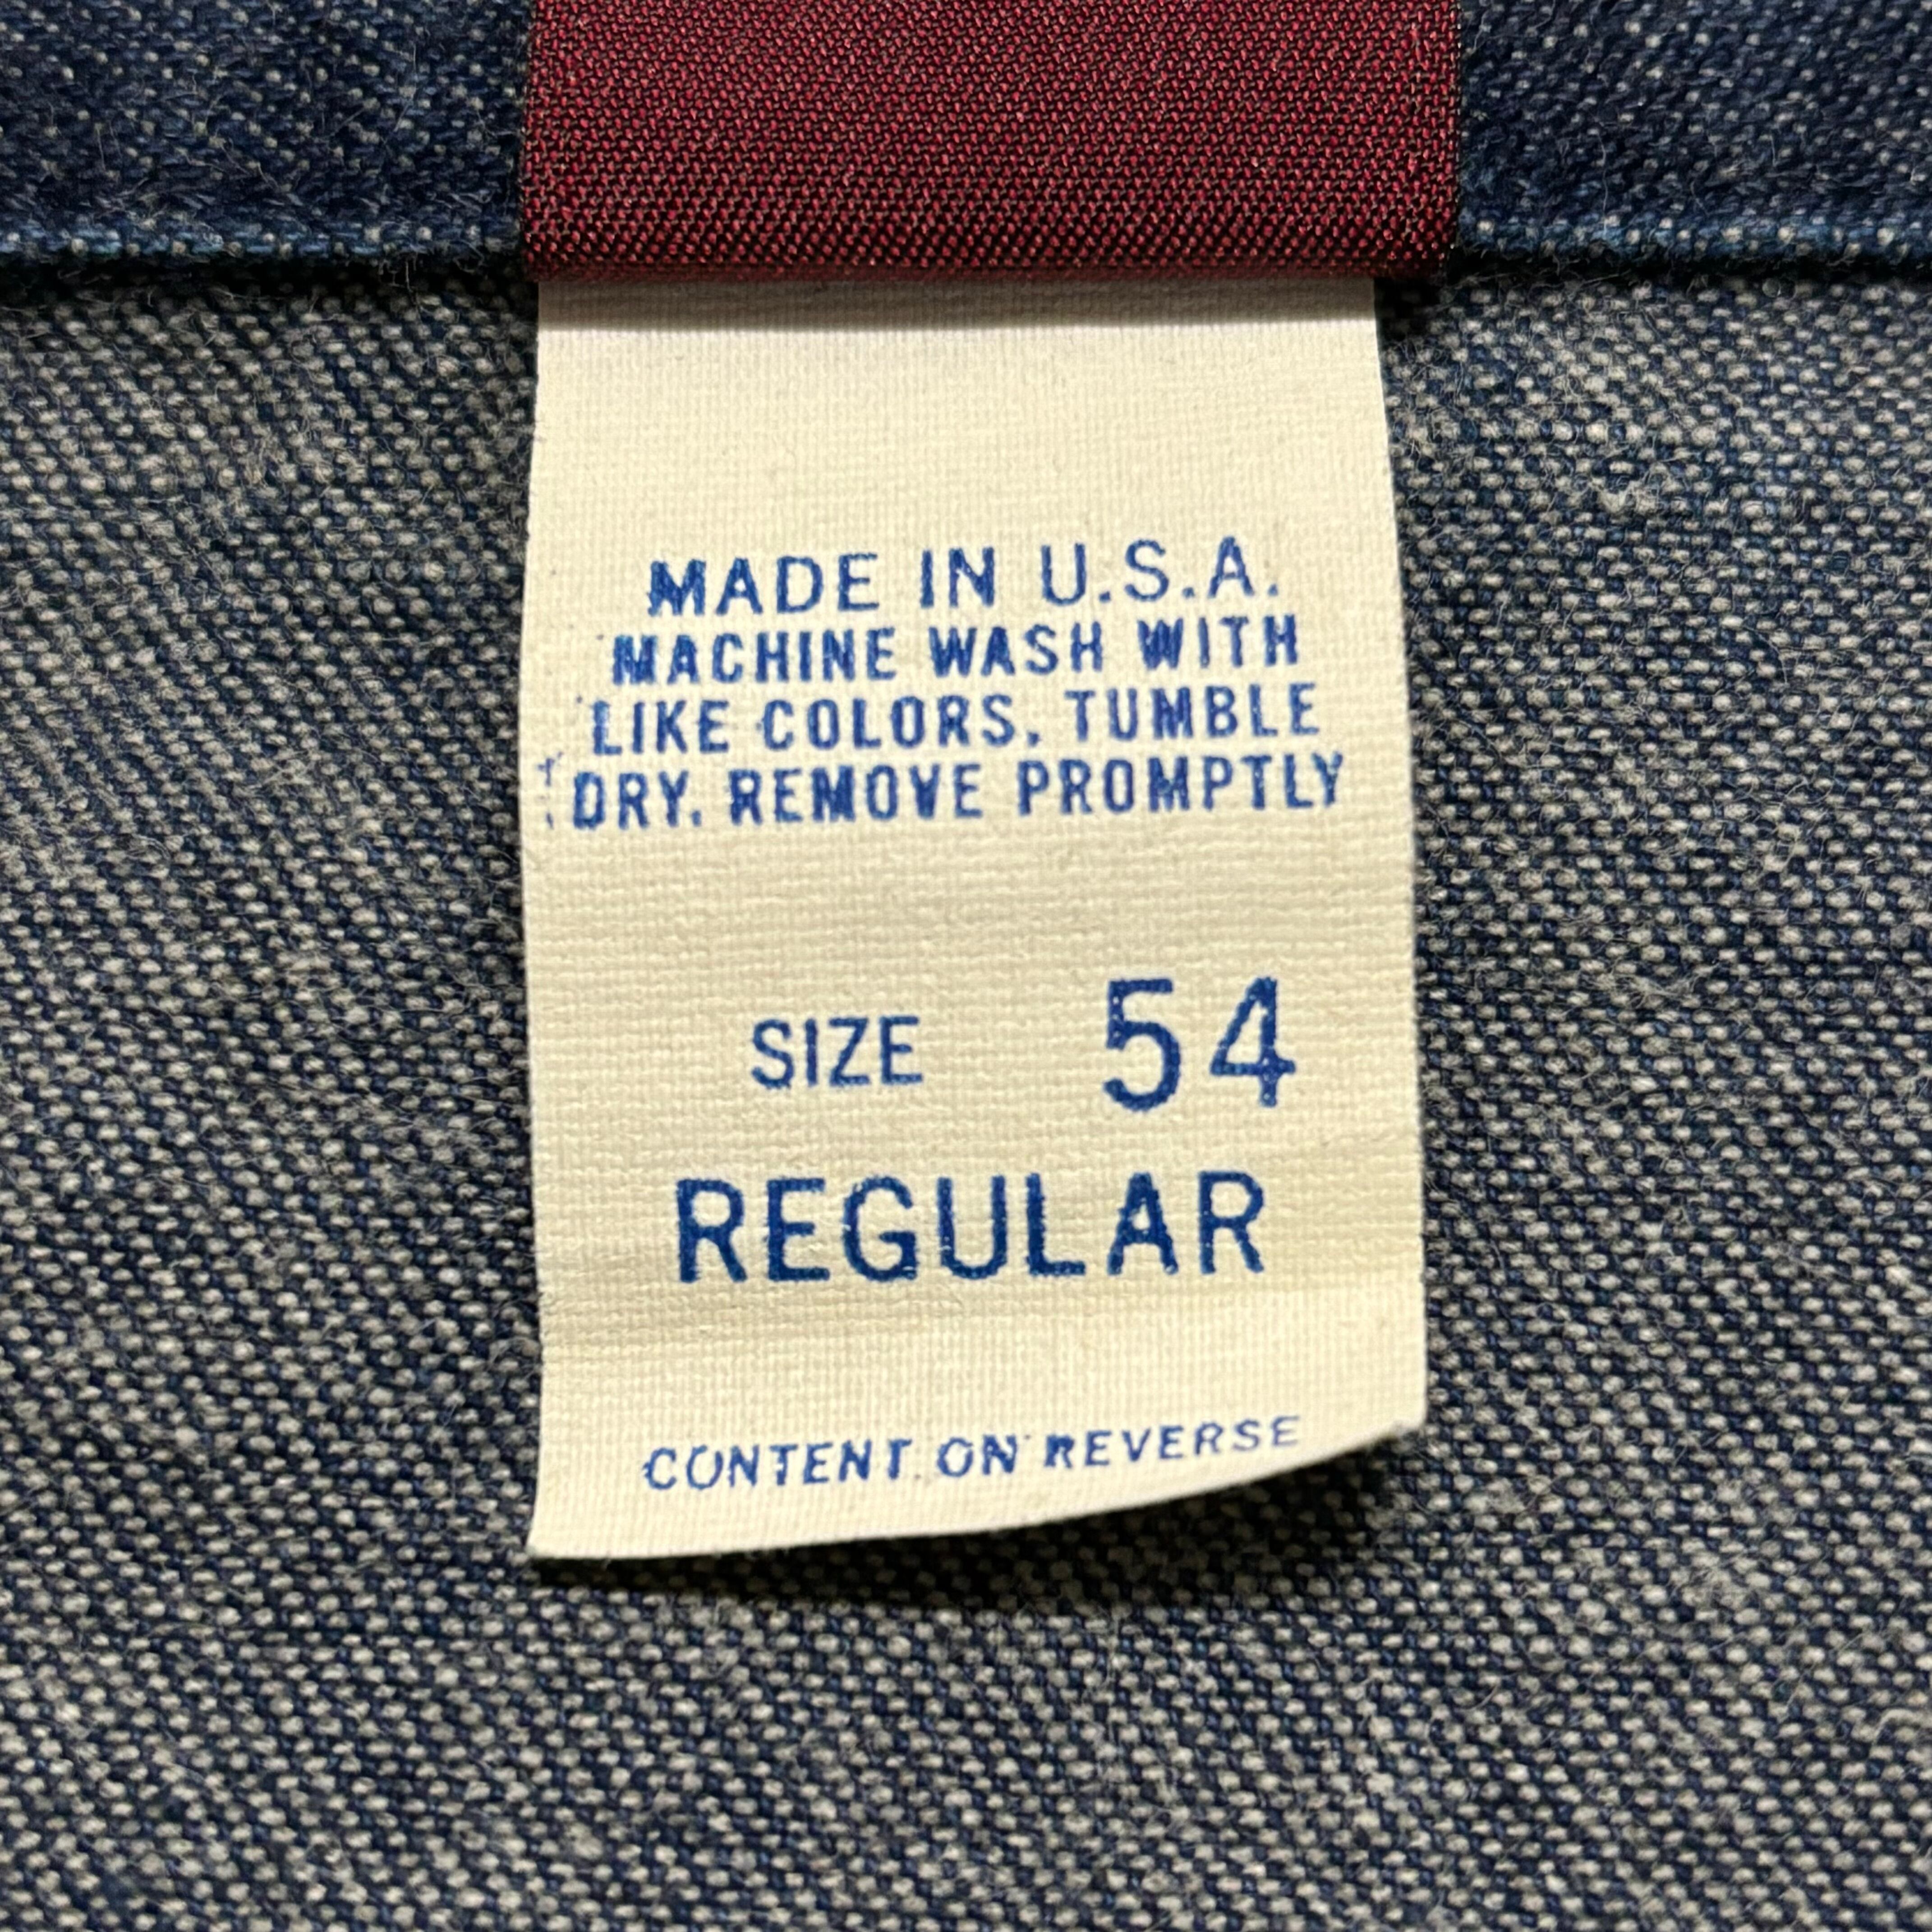 MADE IN U.S.A.
MACHINE WASH WITH
LIKE COLORS. TUMBLE
DRY. REMOVE PROMPTLY
SIZE 54
REGULAR
CONTENT ON REVERSE